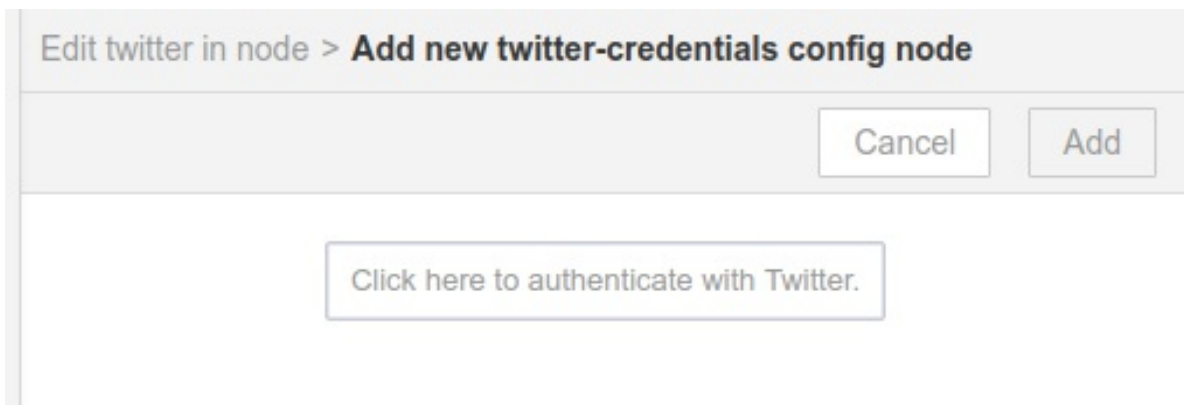 Edit twitter in node > Add new twitter-credentials config node
Cancel Add
Click here to authenticate with Twitter.